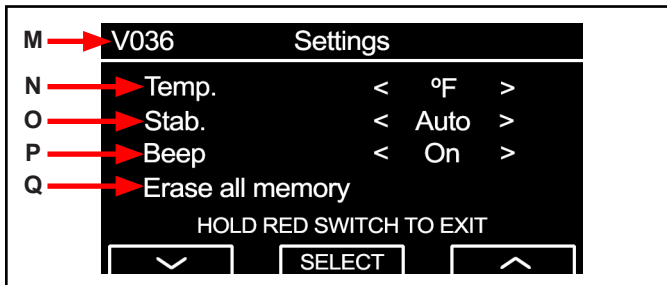 M V036 Settings
N Temp. < ºF >
O Stab. < Auto >
P Beep < On >
Q Erase all memory
HOLD RED SWITCH TO EXIT
SELECT